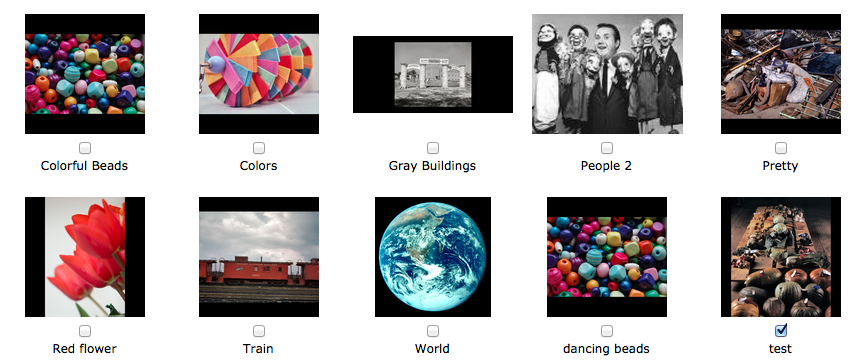 Colorful Beads
Colors
Gray Buildings
People 2
Pretty
Red flower
Train
World
dancing beads
test